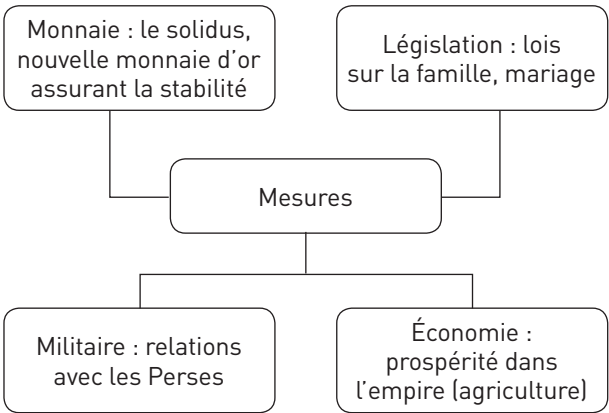 Monnaie : le solidus,
nouvelle monnaie d’or
assurant la stabilité
Législation : lois
sur la famille, mariage
Mesures
Militaire : relations
avec les Perses
Économie :
prospérité dans
l’empire (agriculture)